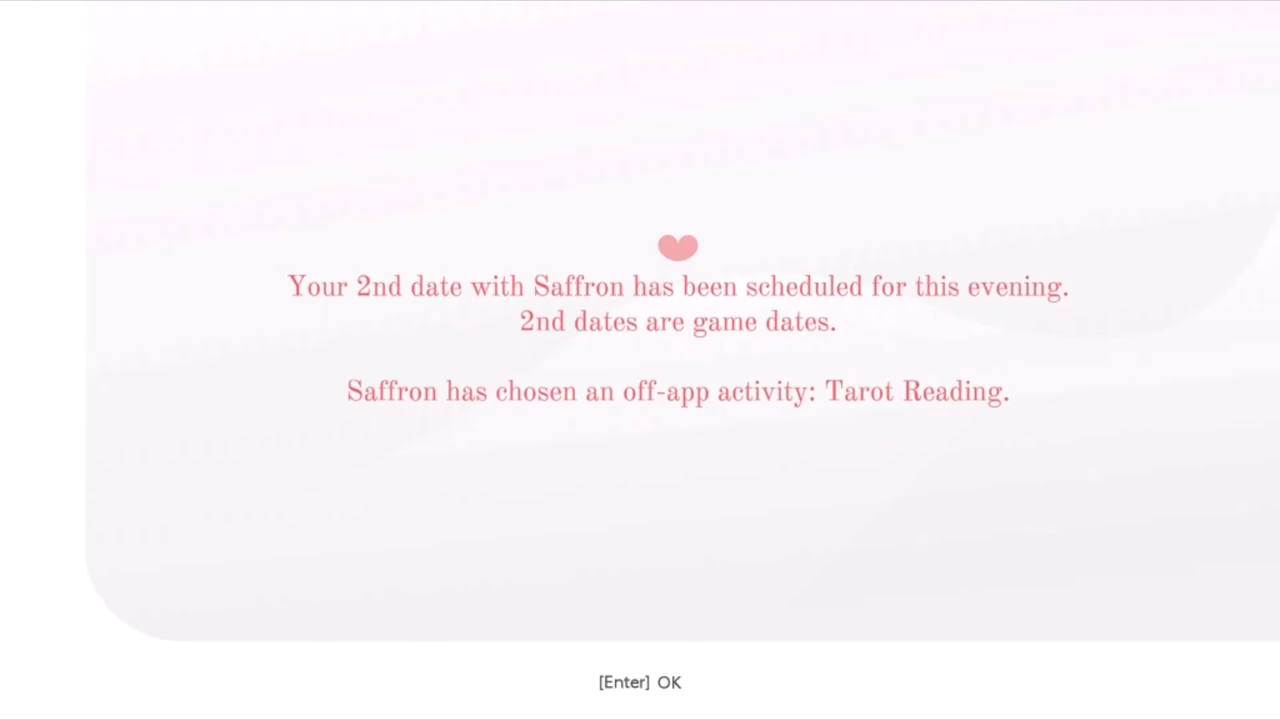 Your 2nd date with Saffron has been scheduled for this evening.
2nd dates are game dates.
Saffron has chosen an off-app activity: Tarot Reading.
[Enter] OK